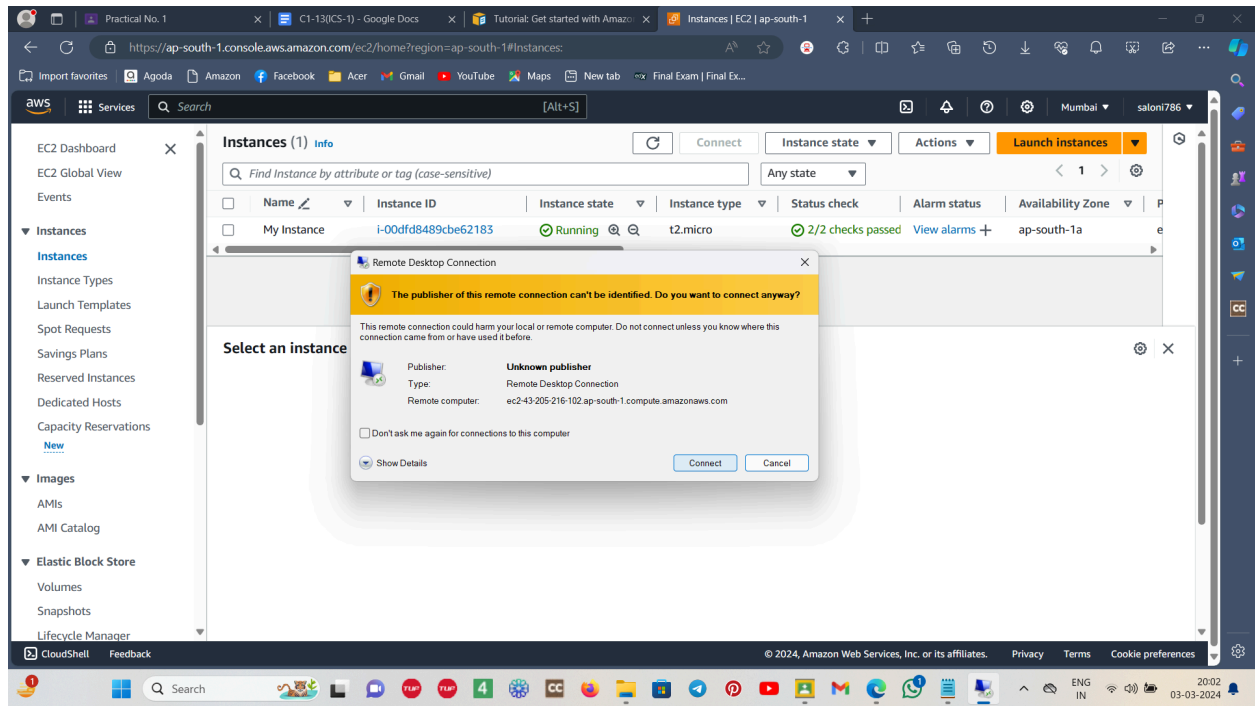 Practical No. 1
C1-13(ICS-1) - Google Docs
Tutorial: Get started with Amazo
Instances | EC2 | ap-south-1
https://ap-south-1.console.aws.amazon.com/ec2/home?region=ap-south-1#Instances:
Import favorites
Agoda
Amazon
Facebook
Acer
Gmail
YouTube
Maps
New tab
Final Exam | Final Ex...
aws
Services
Search
[Alt+S]
Mumbai
saloni786
EC2 Dashboard
EC2 Global View
Events
Instances
Instances
Instance Types
Launch Templates
Spot Requests
Savings Plans
Reserved Instances
Dedicated Hosts
Capacity Reservations
New
Images
AMIs
AMI Catalog
Elastic Block Store
Volumes
Snapshots
Lifecycle Manager
Instances (1) Info
Connect
Instance state
Actions
Launch instances
Find Instance by attribute or tag (case-sensitive)
Any state
1
Name
Instance ID
Instance state
Instance type
Status check
Alarm status
Availability Zone
P
My Instance
i-00dfd8489cbe62183
Running
t2.micro
2/2 checks passed
View alarms
ap-south-1a
e
Select an instance
Remote Desktop Connection
The publisher of this remote connection can't be identified. Do you want to connect anyway?
This remote connection could harm your local or remote computer. Do not connect unless you know where this
connection came from or have used it before.
Publisher: Unknown publisher
Type: Remote Desktop Connection
Remote computer: ec2-43-205-216-102.ap-south-1.compute.amazonaws.com
Don't ask me again for connections to this computer
Show Details
Connect
Cancel
CloudShell
Feedback
© 2024, Amazon Web Services, Inc. or its affiliates.
Privacy
Terms
Cookie preferences
1
Search
4
CC
CC
1
ENG
IN
20:02
03-03-2024